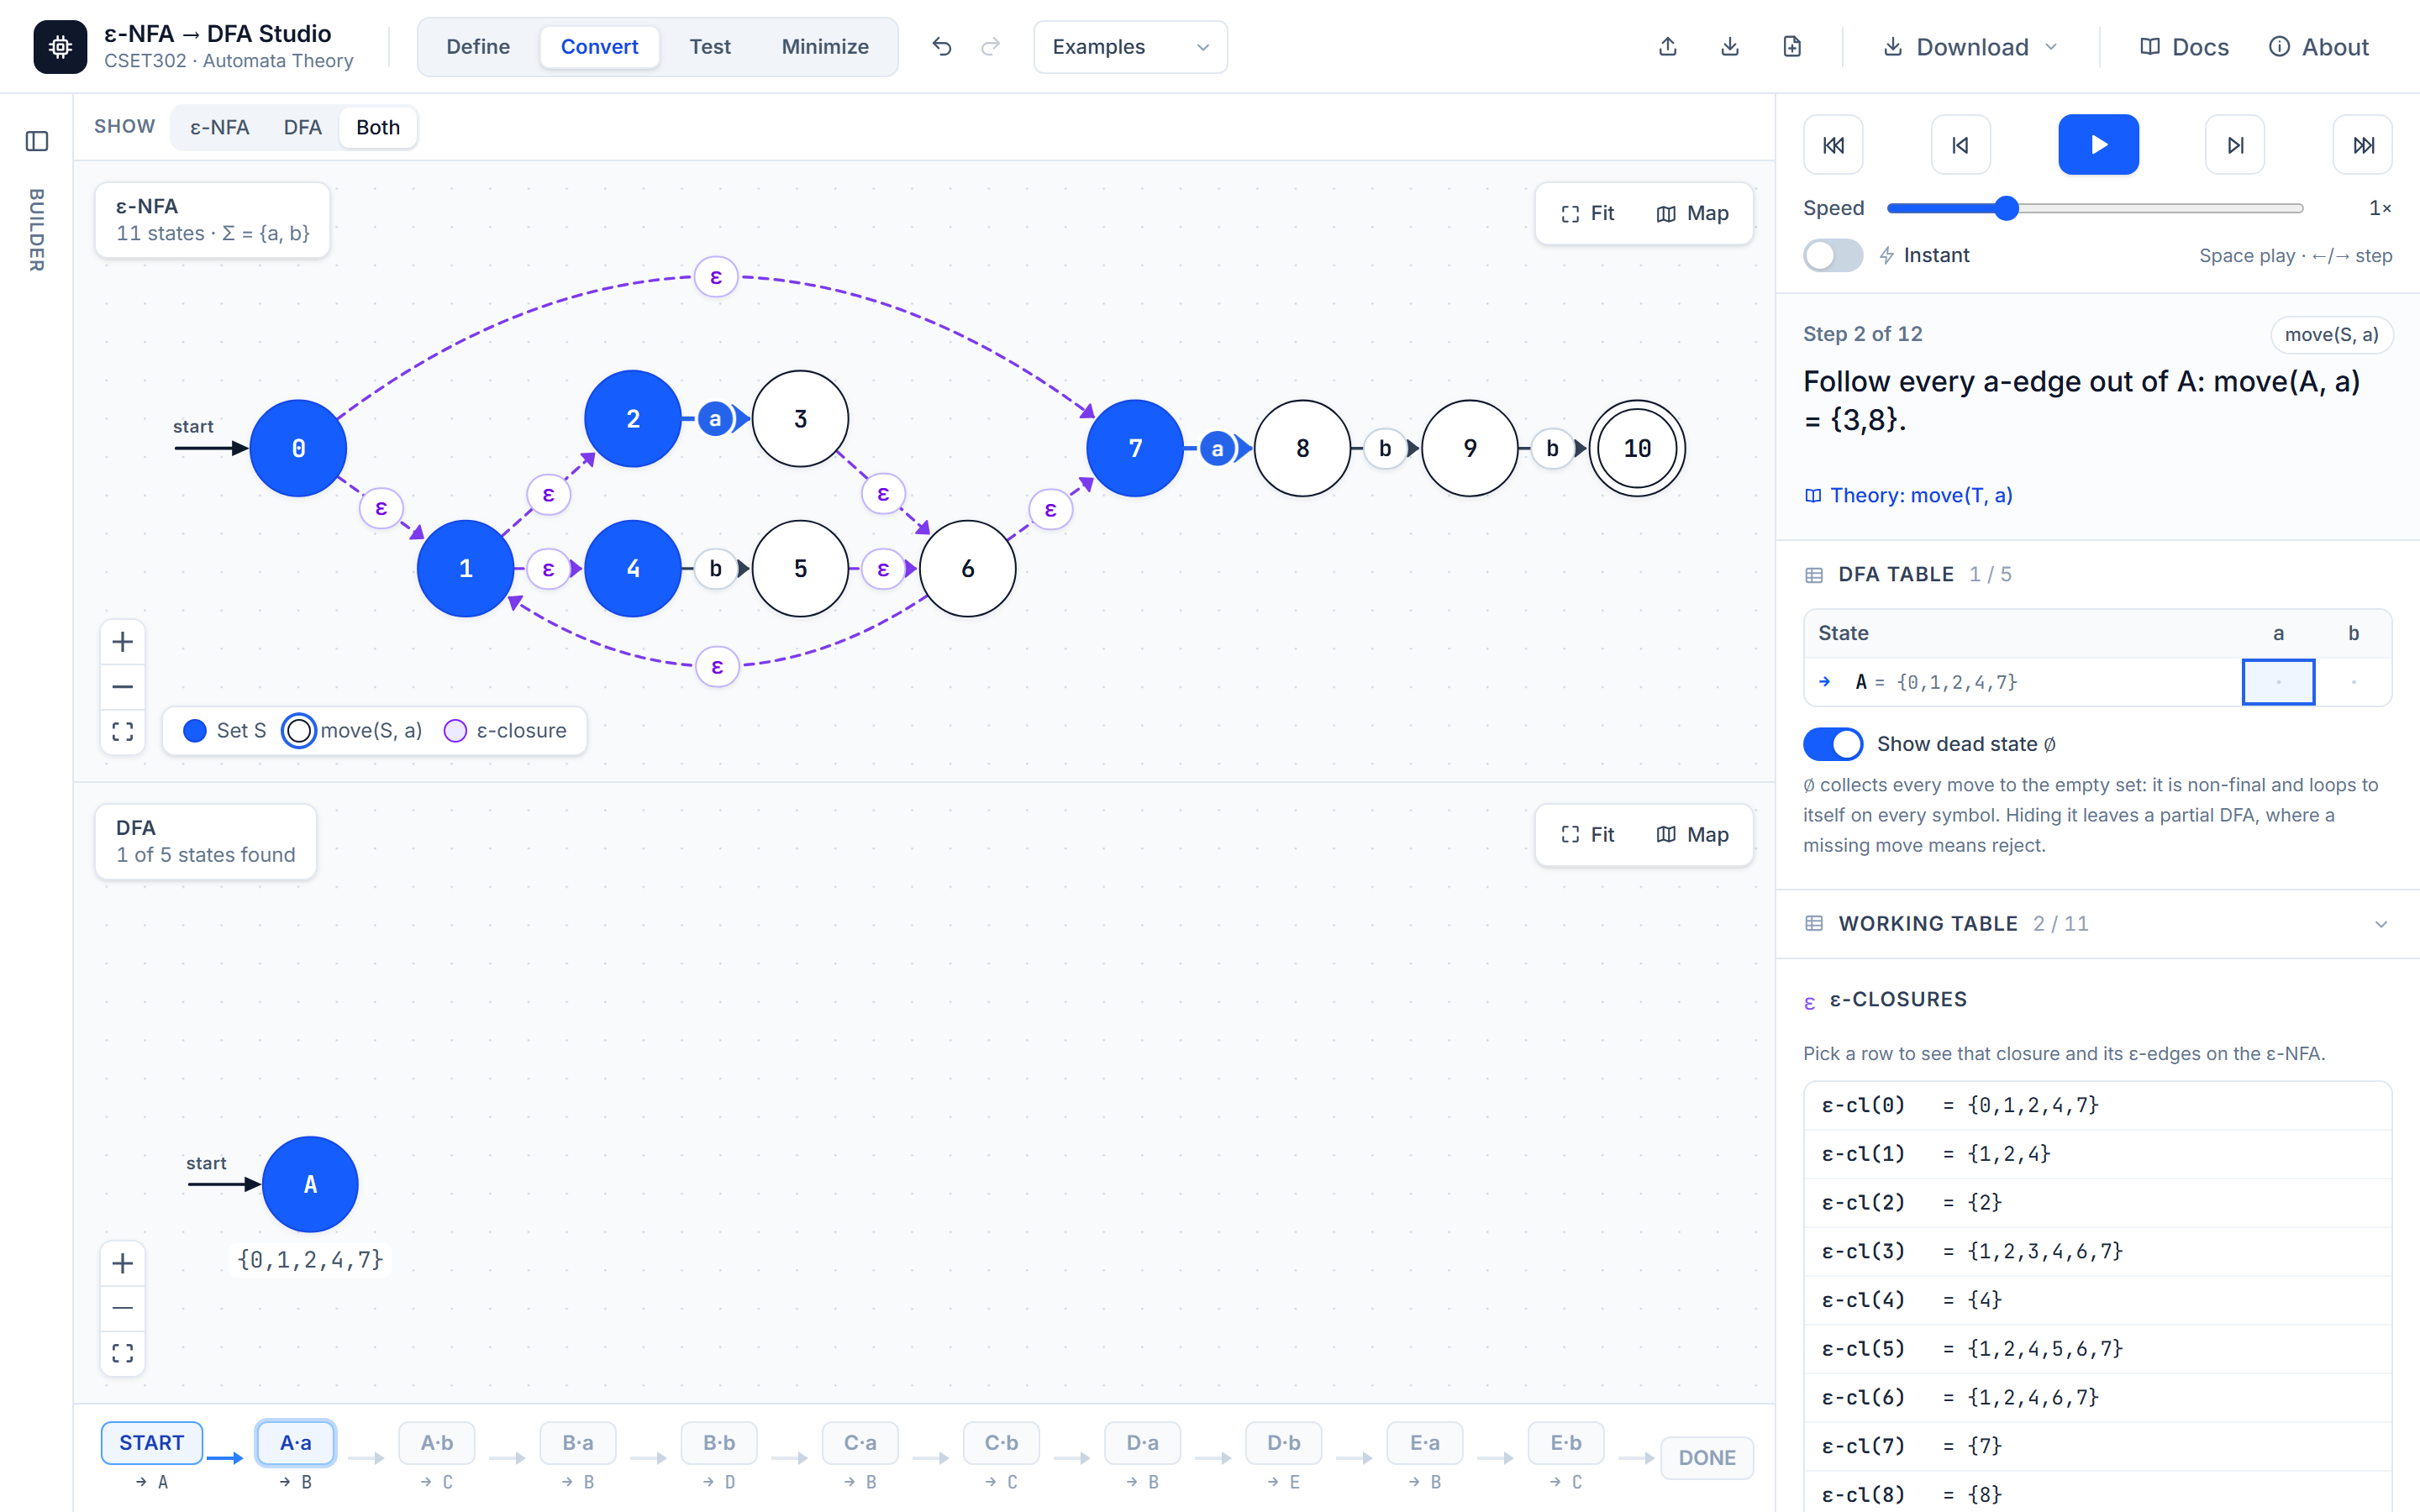 ε-NFA → DFA Studio
CSET302 · Automata Theory
Define
Convert
Test
Minimize
Examples
Download
Docs
About
BUILDER
SHOW
ε-NFA
DFA
Both
ε-NFA
11 states · Σ = {a, b}
Fit
Map
ε
start
0
2
a
3
7
a
8
b
9
b
10
ε
ε
ε
ε
1
ε
4
b
5
ε
6
ε
Set S
move(S, a)
ε-closure
DFA
1 of 5 states found
Fit
Map
start
A
{0,1,2,4,7}
START
A·a
A·b
B·a
B·b
C·a
C·b
D·a
D·b
E·a
E·b
DONE
→ A
→ B
→ C
→ B
→ D
→ B
→ C
→ B
→ E
→ B
→ C
Speed
1×
Instant
Space play · ←/→ step
Step 2 of 12
move(S, a)
Follow every a-edge out of A: move(A, a)
= {3,8}.
Theory: move(T, a)
DFA TABLE 1 / 5
State a b
→ A = {0,1,2,4,7} · ·
Show dead state Ø
Ø collects every move to the empty set: it is non-final and loops to
itself on every symbol. Hiding it leaves a partial DFA, where a
missing move means reject.
WORKING TABLE 2 / 11
ε ε-CLOSURES
Pick a row to see that closure and its ε-edges on the ε-NFA.
ε-cl(0) = {0,1,2,4,7}
ε-cl(1) = {1,2,4}
ε-cl(2) = {2}
ε-cl(3) = {1,2,3,4,6,7}
ε-cl(4) = {4}
ε-cl(5) = {1,2,4,5,6,7}
ε-cl(6) = {1,2,4,6,7}
ε-cl(7) = {7}
ε-cl(8) = {8}